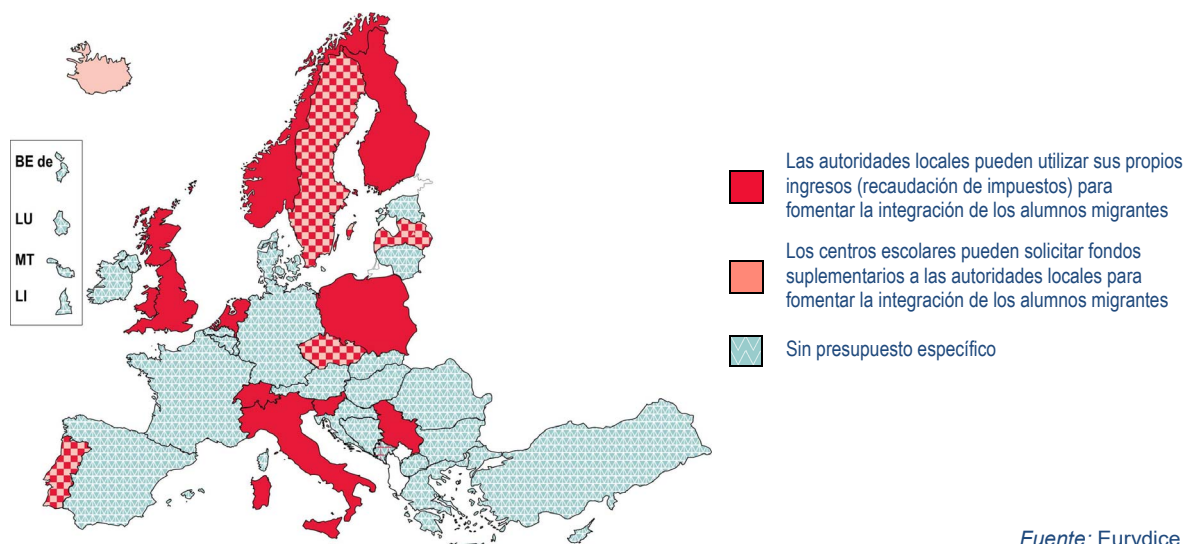 BE de
LU
MT
LI
Las autoridades locales pueden utilizar sus propios
ingresos (recaudación de impuestos) para
fomentar la integración de los alumnos migrantes
Los centros escolares pueden solicitar fondos
suplementarios a las autoridades locales para
fomentar la integración de los alumnos migrantes
Sin presupuesto específico
Fuente: Eurydice